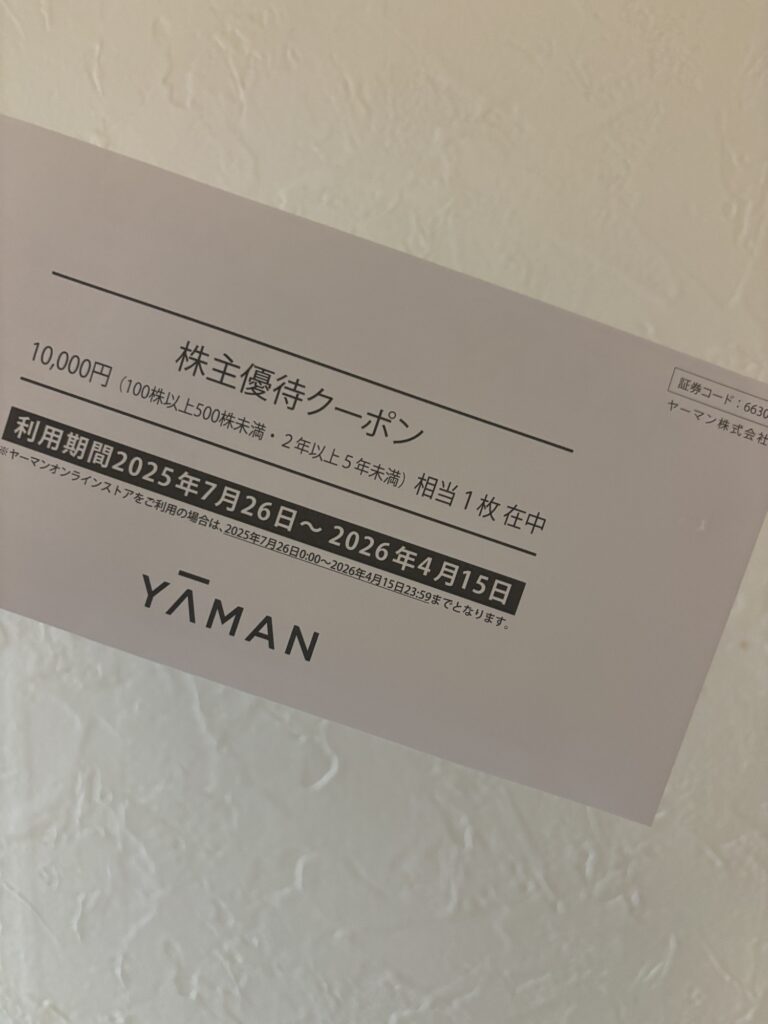 株主優待クーポン
10,000円（100株以上500株未満・２年以上５年未満）相当１枚在中
利用期間2025年7月26日～2026年4月15日
※ヤーマンオンラインストアをご利用の場合は、2025年7月26日0:00～2026年4月15日23:59までとなります。
YĀMAN
証券コード：6630
ヤーマン株式会社